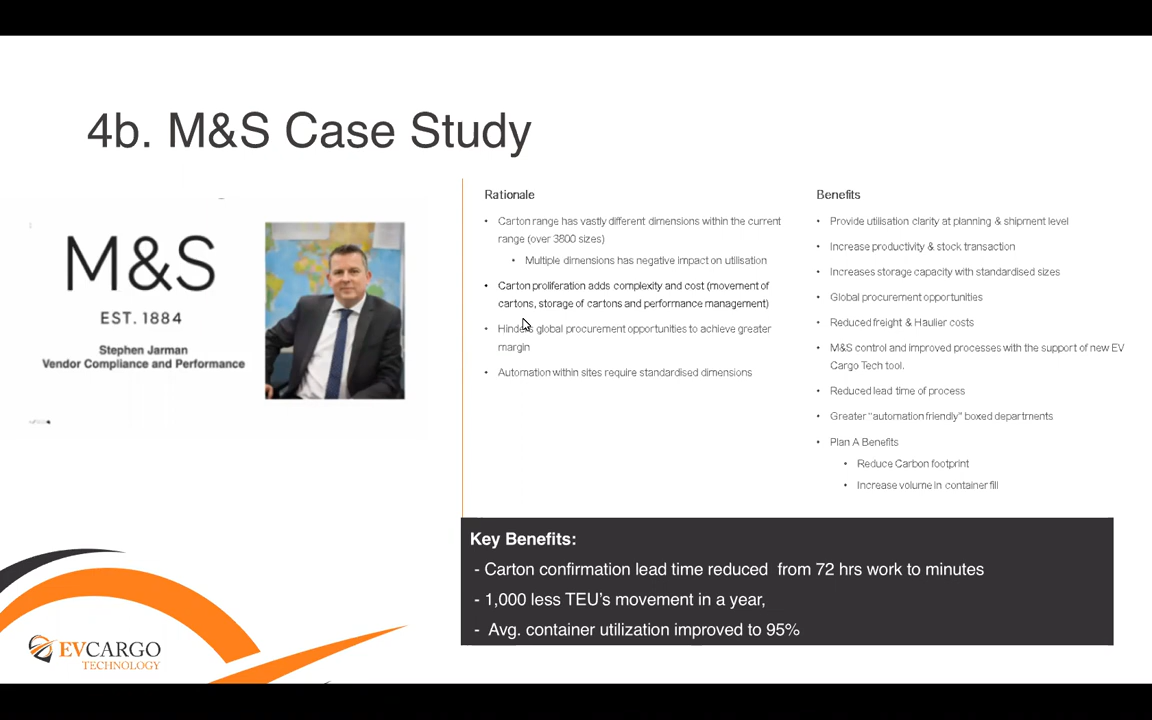 4b. M&S Case Study
M&S
EST. 1884
Stephen Jarman
Vendor Compliance and Performance
Rationale
• Carton range has vastly different dimensions within the current
range (over 3800 sizes)
• Multiple dimensions has negative impact on utilisation
• Carton proliferation adds complexity and cost (movement of
cartons, storage of cartons and performance management)
• Hinders global procurement opportunities to achieve greater
margin
• Automation within sites require standardised dimensions
Benefits
• Provide utilisation clarity at planning & shipment level
• Increase productivity & stock transaction
• Increases storage capacity with standardised sizes
• Global procurement opportunities
• Reduced freight & Haulier costs
• M&S control and improved processes with the support of new EV
Cargo Tech tool.
• Reduced lead time of process
• Greater "automation friendly" boxed departments
• Plan A Benefits
• Reduce Carbon footprint
• Increase volume in container fill
Key Benefits:
- Carton confirmation lead time reduced from 72 hrs work to minutes
- 1,000 less TEU's movement in a year,
- Avg. container utilization improved to 95%
EVCARGO
TECHNOLOGY